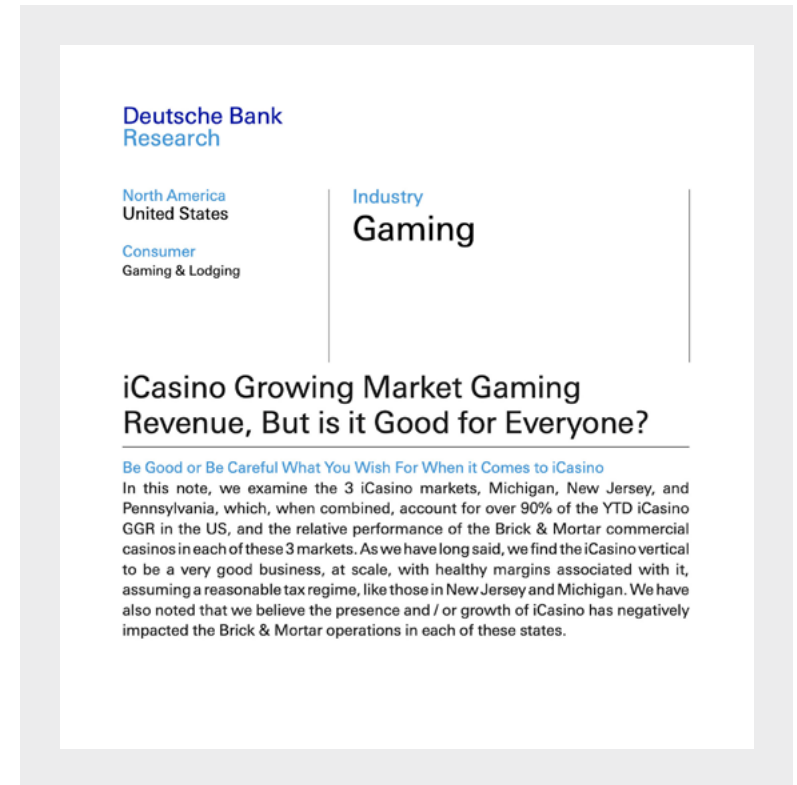 Deutsche Bank
Research
North America
United States
Consumer
Gaming & Lodging
Industry
Gaming
iCasino Growing Market Gaming
Revenue, But is it Good for Everyone?
Be Good or Be Careful What You Wish For When it Comes to iCasino
In this note, we examine the 3 iCasino markets, Michigan, New Jersey, and
Pennsylvania, which, when combined, account for over 90% of the YTD iCasino
GGR in the US, and the relative performance of the Brick & Mortar commercial
casinos in each of these 3 markets. As we have long said, we find the iCasino vertical
to be a very good business, at scale, with healthy margins associated with it,
assuming a reasonable tax regime, like those in New Jersey and Michigan. We have
also noted that we believe the presence and / or growth of iCasino has negatively
impacted the Brick & Mortar operations in each of these states.